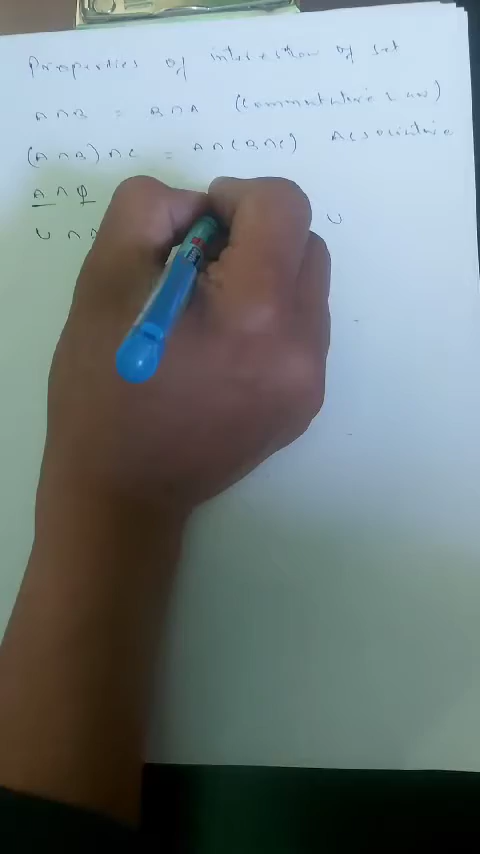 Properties of intersection of set
A ∩ B = B ∩ A (Commutative Law)
(A ∩ B) ∩ C = A ∩ (B ∩ C) Associative
A ∩ φ
U ∩ A U